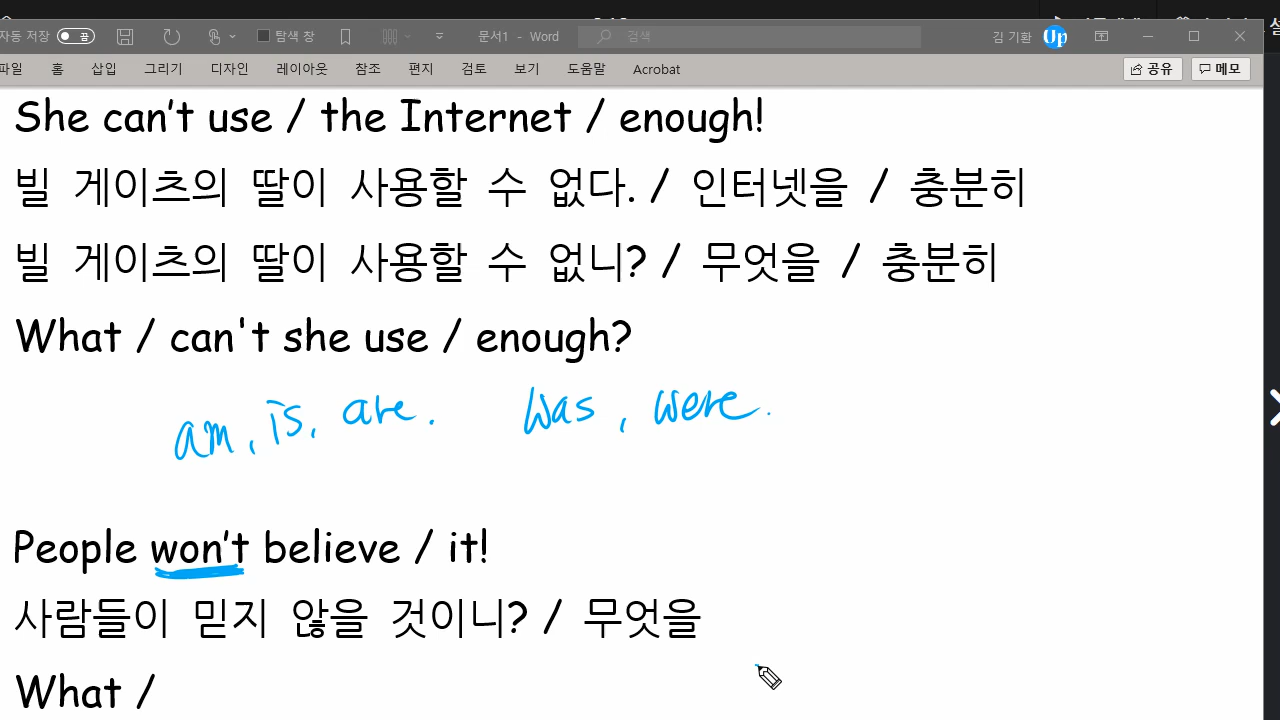 자동 저장 끔 탐색 창 문서1 - Word 검색 김 기환 Up
파일 홈 삽입 그리기 디자인 레이아웃 참조 편지 검토 보기 도움말 Acrobat 공유 메모
She can't use / the Internet / enough!
빌 게이츠의 딸이 사용할 수 없다. / 인터넷을 / 충분히
빌 게이츠의 딸이 사용할 수 없니? / 무엇을 / 충분히
What / can't she use / enough?
am, is, are. was, were.
People won't believe / it!
사람들이 믿지 않을 것이니? / 무엇을
What /